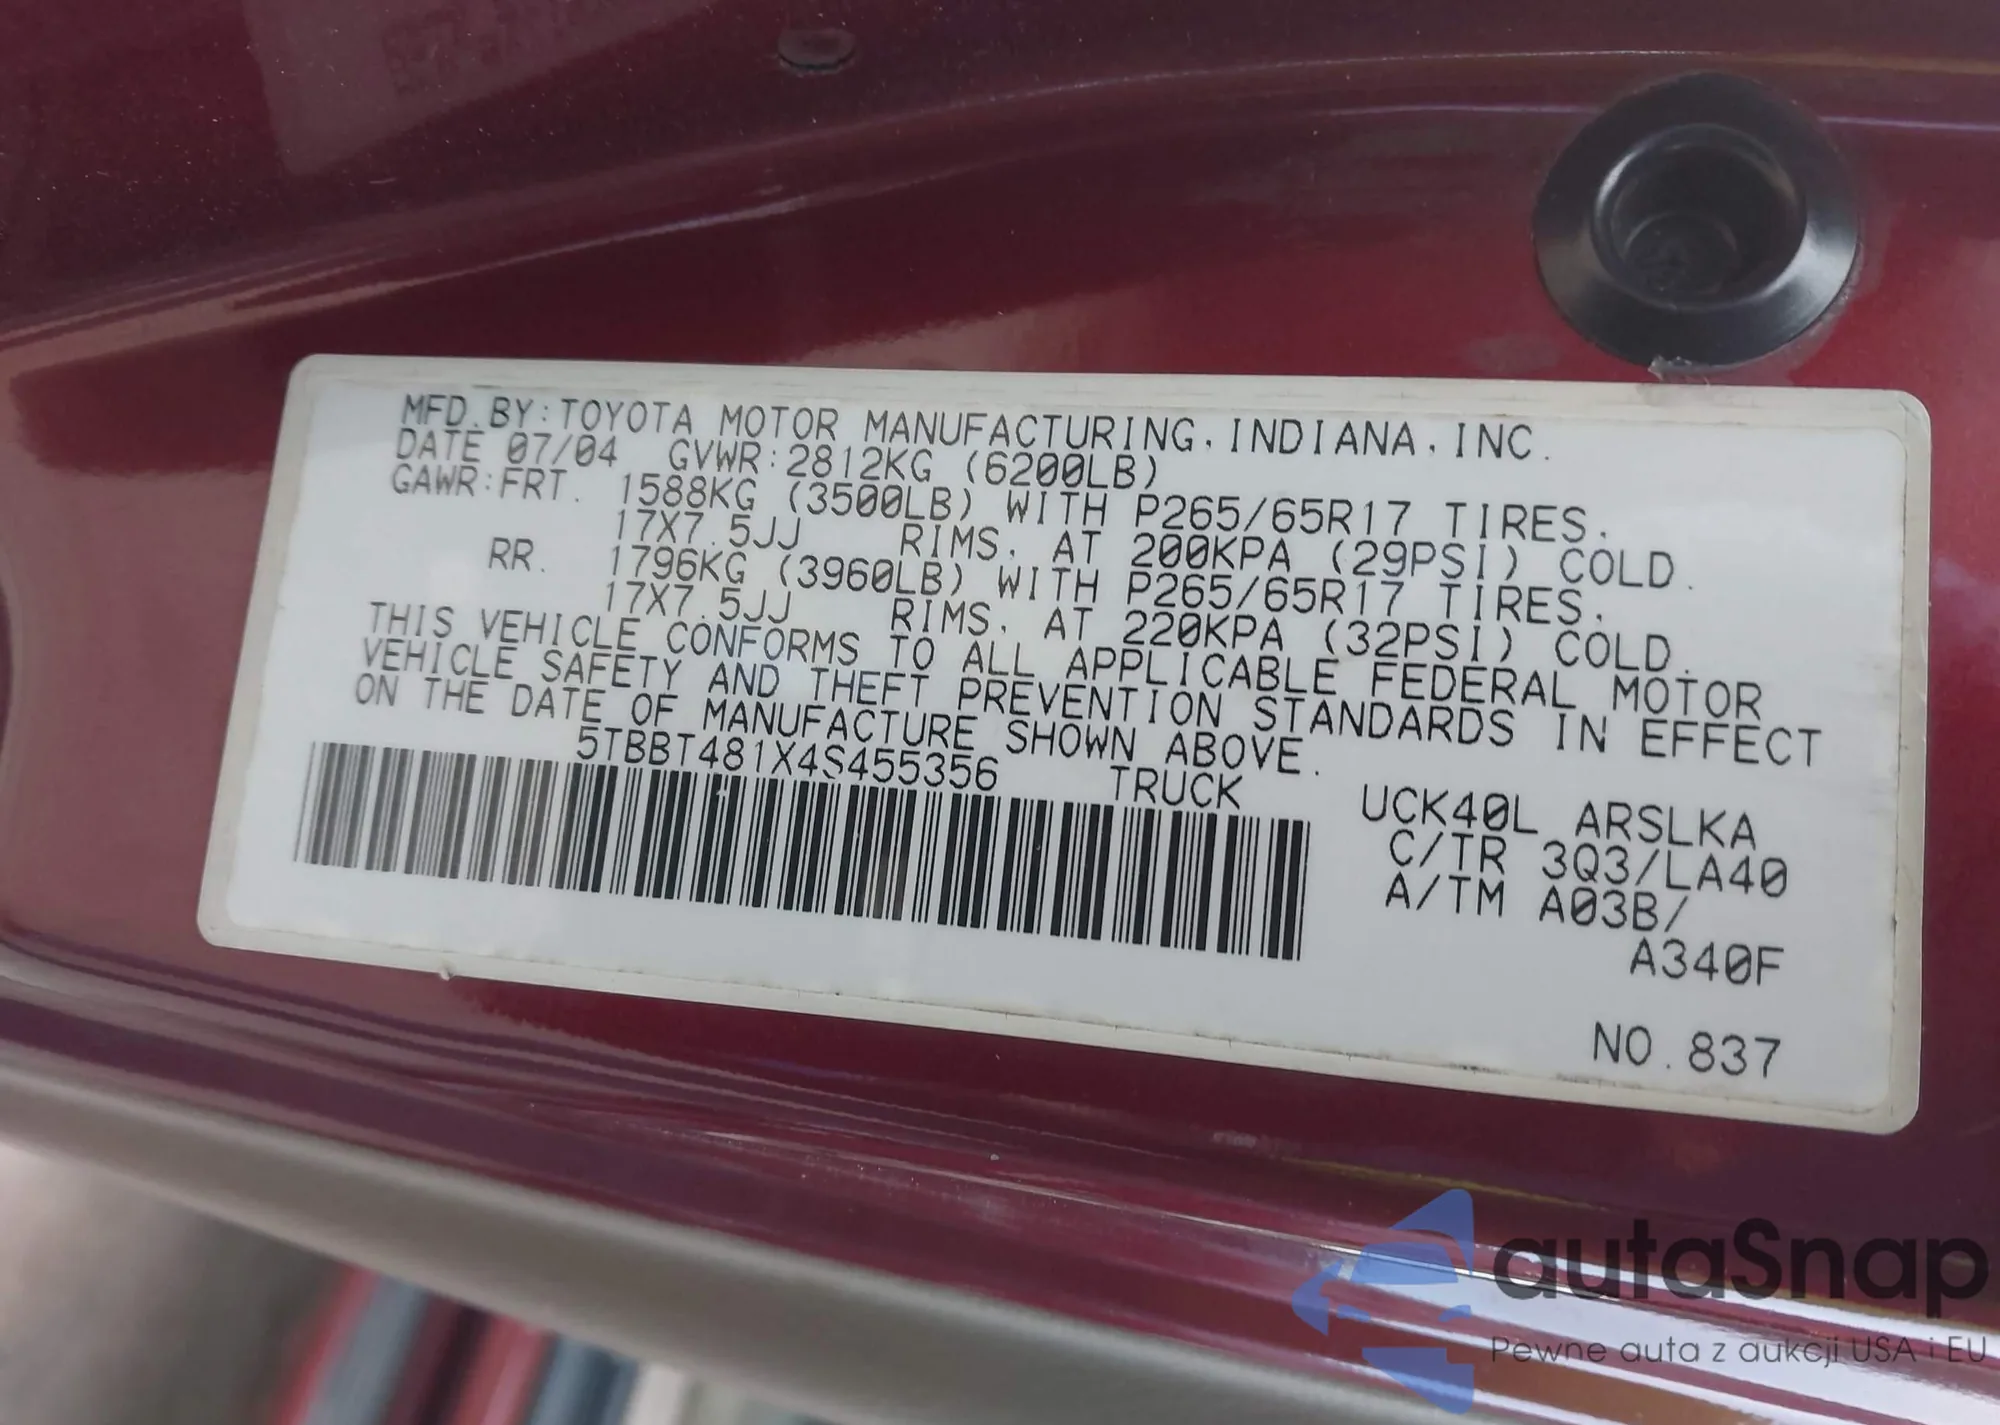 MFD.BY:TOYOTA MOTOR MANUFACTURING,INDIANA,INC.
DATE 07/04 GVWR:2812KG (6200LB)
GAWR:FRT. 1588KG (3500LB) WITH P265/65R17 TIRES.
17X7.5JJ RIMS. AT 200KPA (29PSI) COLD.
RR. 1796KG (3960LB) WITH P265/65R17 TIRES.
17X7.5JJ RIMS. AT 220KPA (32PSI) COLD.
THIS VEHICLE CONFORMS TO ALL APPLICABLE FEDERAL MOTOR
VEHICLE SAFETY AND THEFT PREVENTION STANDARDS IN EFFECT
ON THE DATE OF MANUFACTURE SHOWN ABOVE.
5TBBT481X4S455356 TRUCK
UCK40L ARSLKA
C/TR 3Q3/LA40
A/TM A03B/
A340F
NO.837
autaSnap
Pewne auta z aukcji USA i EU